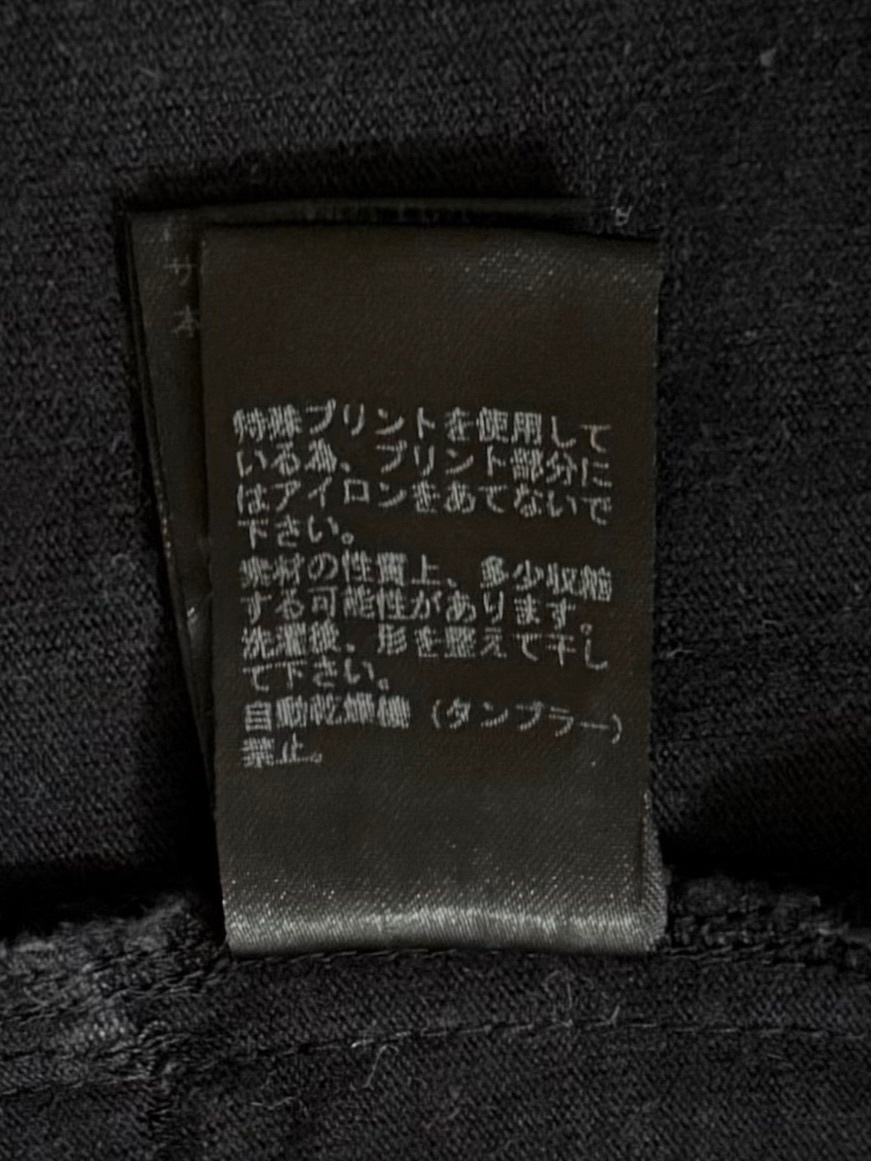 サ
本
特殊プリントを使用して
いる為、プリント部分に
はアイロンをあてないで
下さい。
素材の性質上、多少収縮
する可能性があります。
洗濯後、形を整えて干し
て下さい。
自動乾燥機（タンブラー）
禁止。